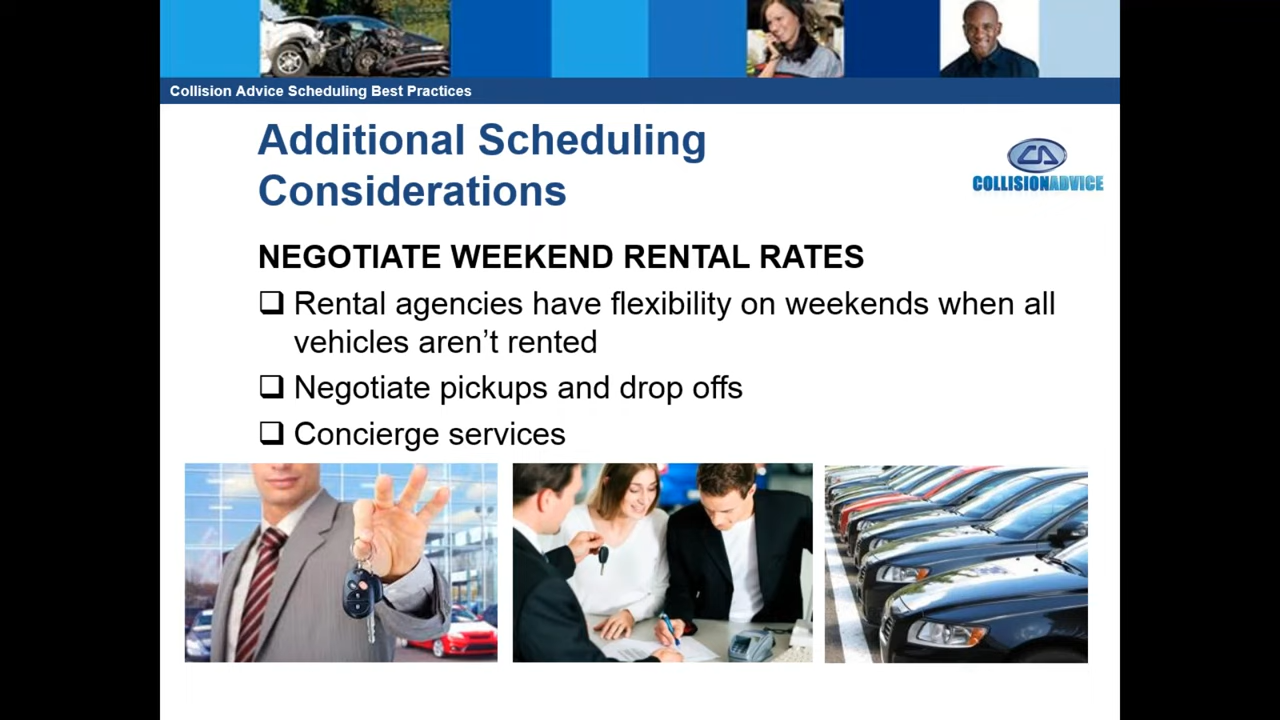 Collision Advice Scheduling Best Practices
Additional Scheduling
Considerations
COLLISIONADVICE
NEGOTIATE WEEKEND RENTAL RATES
❑ Rental agencies have flexibility on weekends when all
vehicles aren’t rented
❑ Negotiate pickups and drop offs
❑ Concierge services